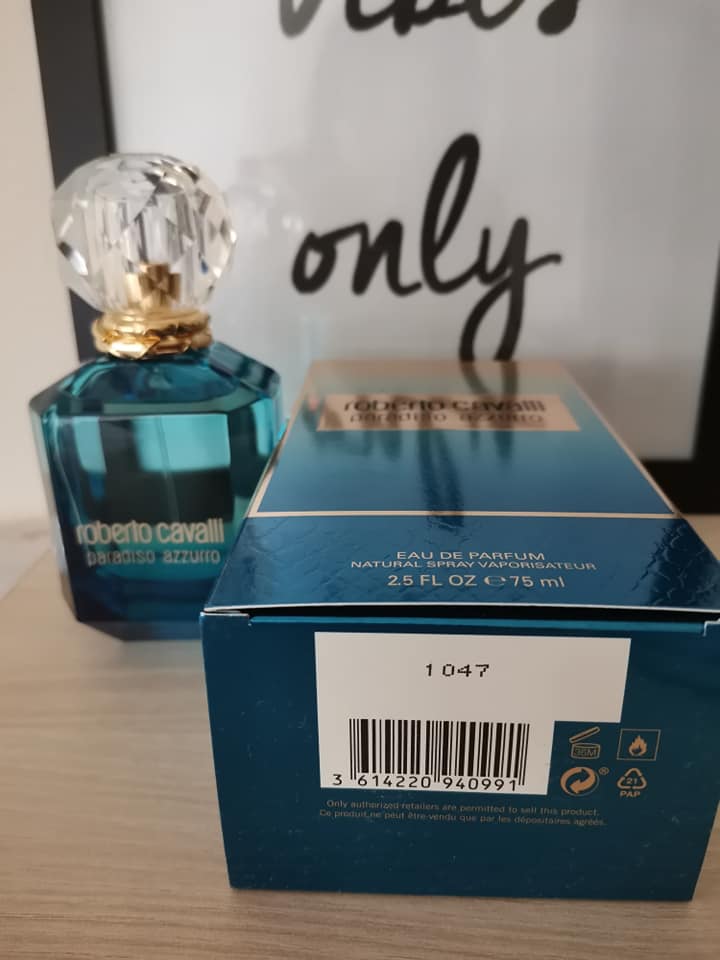 vibes
only
roberto cavalli
paradiso azzurro
roberto cavalli
paradiso azzurro
EAU DE PARFUM
NATURAL SPRAY VAPORISATEUR
2.5 FL OZ ℮ 75 ml
1047
3 614220 940991
36M
21
PAP
Only authorized retailers are permitted to sell this product.
Ce produit ne peut être vendu que par les dépositaires agréés.